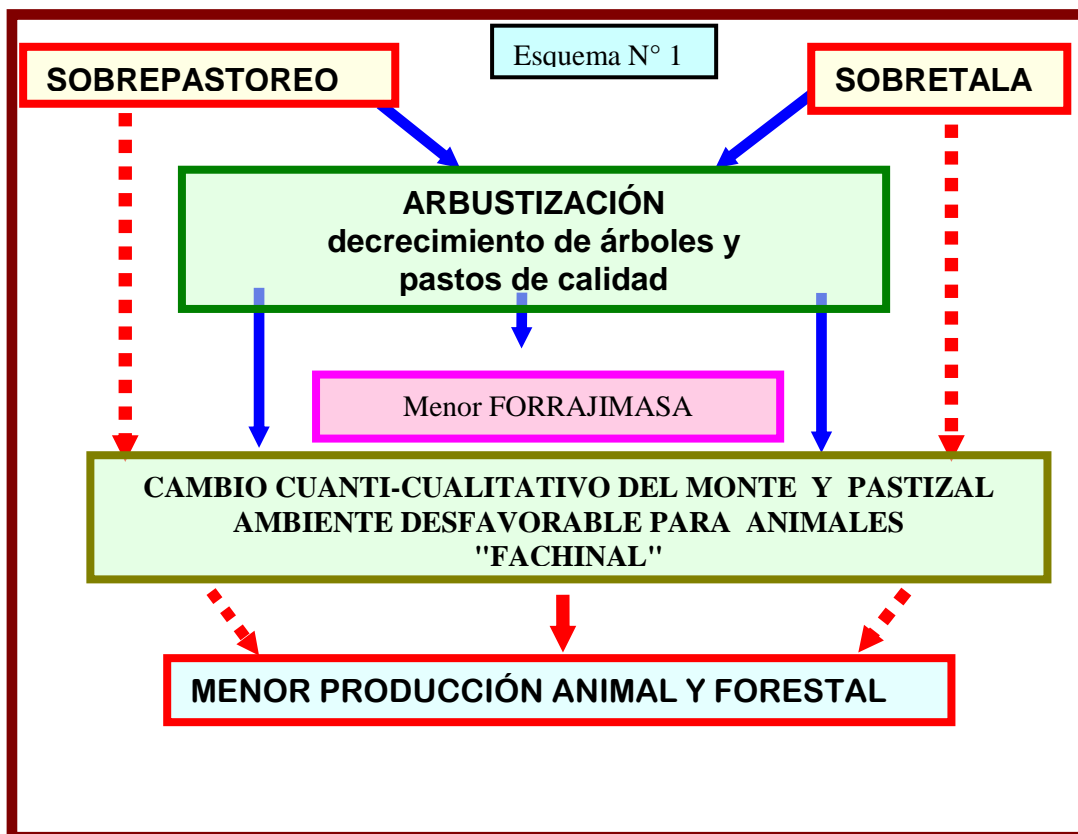 Esquema N° 1
SOBREPASTOREO
SOBRETALA
ARBUSTIZACIÓN
decrecimiento de árboles y
pastos de calidad
Menor FORRAJIMASA
CAMBIO CUANTI-CUALITATIVO DEL MONTE Y PASTIZAL
AMBIENTE DESFAVORABLE PARA ANIMALES
"FACHINAL"
MENOR PRODUCCIÓN ANIMAL Y FORESTAL